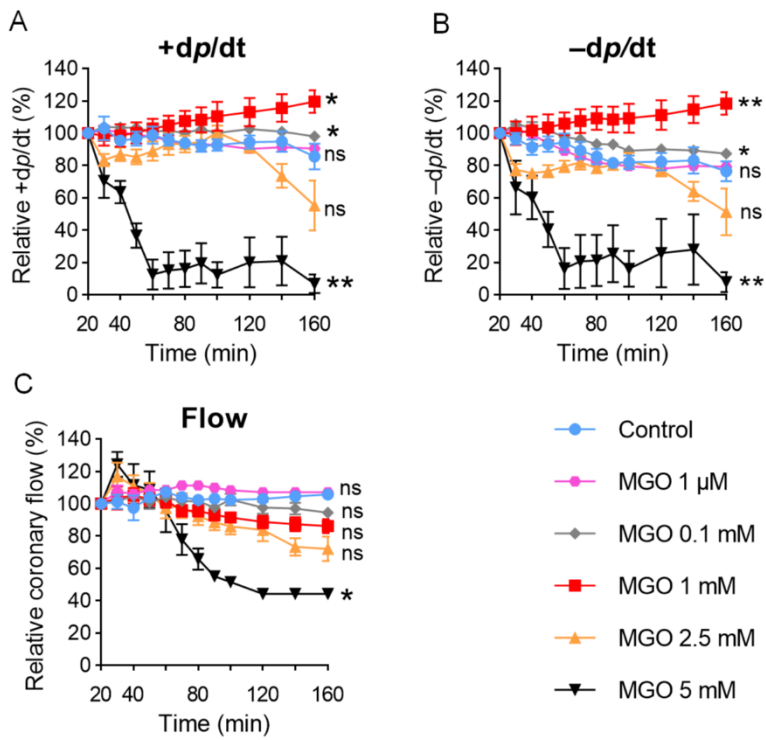 A
+dp/dt
Relative +dp/dt (%)
140
120
100
80
60
40
20
0
*
*
ns
ns
**
20 40 80 120 160
Time (min)
B
–dp/dt
Relative –dp/dt (%)
140
120
100
80
60
40
20
0
**
*
ns
ns
**
20 40 80 120 160
Time (min)
C
Flow
Relative coronary flow (%)
140
120
100
80
60
40
20
0
ns
ns
ns
ns
*
20 40 80 120 160
Time (min)
Control
MGO 1 µM
MGO 0.1 mM
MGO 1 mM
MGO 2.5 mM
MGO 5 mM